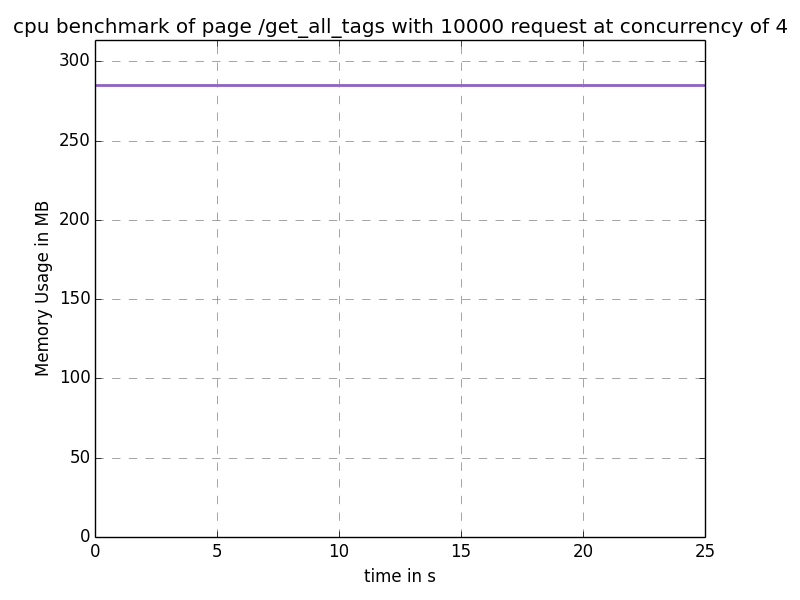 cpu benchmark of page /get_all_tags with 10000 request at concurrency of 4
300
250
200
150
100
50
0
Memory Usage in MB
0 5 10 15 20 25
time in s